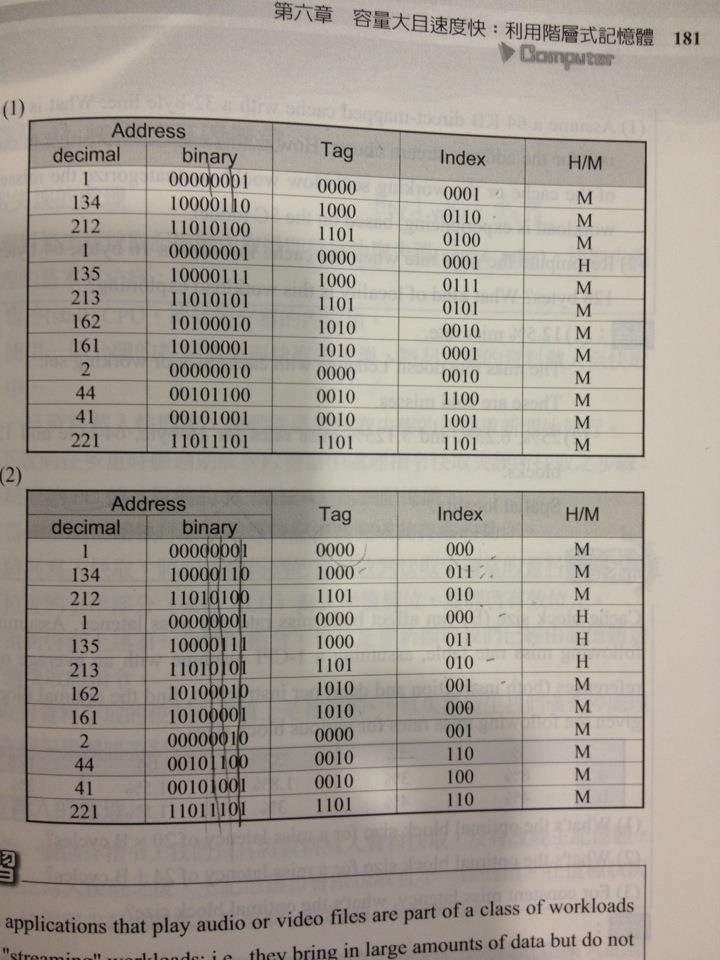 第六章 容量大且速度快：利用階層式記憶體 181
Computer
(1)
Address
decimal binary Tag Index H/M
1 00000001 0000 0001 M
134 10000110 1000 0110 M
212 11010100 1101 0100 M
1 00000001 0000 0001 H
135 10000111 1000 0111 M
213 11010101 1101 0101 M
162 10100010 1010 0010 M
161 10100001 1010 0001 M
2 00000010 0000 0010 M
44 00101100 0010 1100 M
41 00101001 0010 1001 M
221 11011101 1101 1101 M
(2)
Address
decimal binary Tag Index H/M
1 00000001 0000 000 M
134 10000110 1000 011 M
212 11010100 1101 010 M
1 00000001 0000 000 H
135 10000111 1000 011 H
213 11010101 1101 010 H
162 10100010 1010 001 M
161 10100001 1010 000 M
2 00000010 0000 001 M
44 00101100 0010 110 M
41 00101001 0010 100 M
221 11011101 1101 110 M
習
applications that play audio or video files are part of a class of workloads
"streaming" workloads; i.e., they bring in large amounts of data but do not